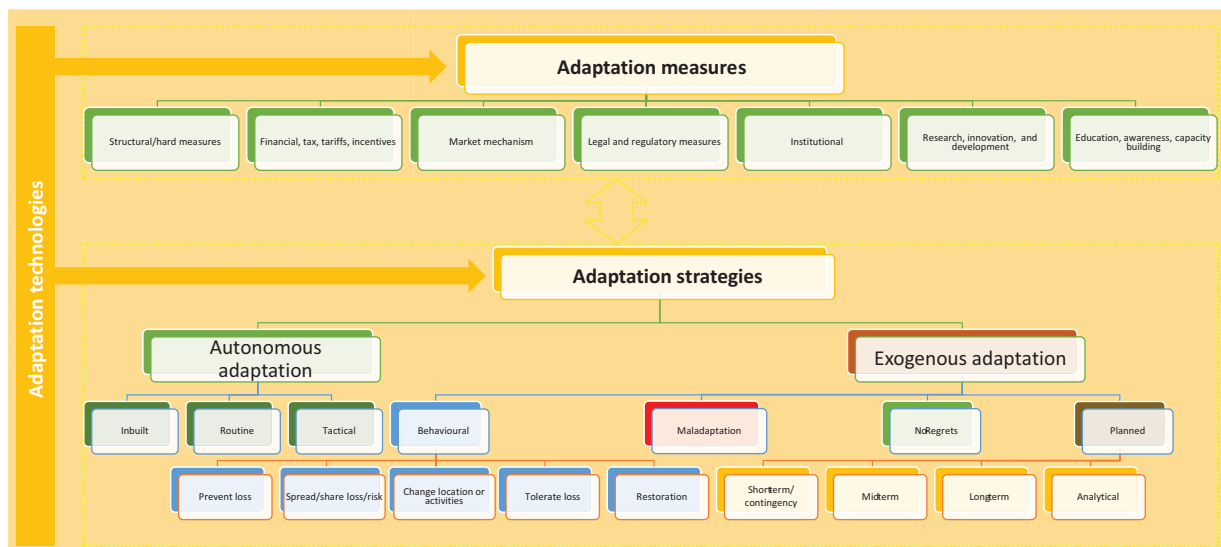 Adaptation technologies
Adaptation measures
Structural/hard measures
Financial, tax, tariffs, incentives
Market mechanism
Legal and regulatory measures
Institutional
Research, innovation, and
development
Education, awareness, capacity
building
Adaptation strategies
Autonomous
adaptation
Exogenous adaptation
Inbuilt
Routine
Tactical
Behavioural
Maladaptation
NoRegrets
Planned
Prevent loss
Spread/share loss/risk
Change location or
activities
Tolerate loss
Restoration
Shortterm/
contingency
Midterm
Longterm
Analytical